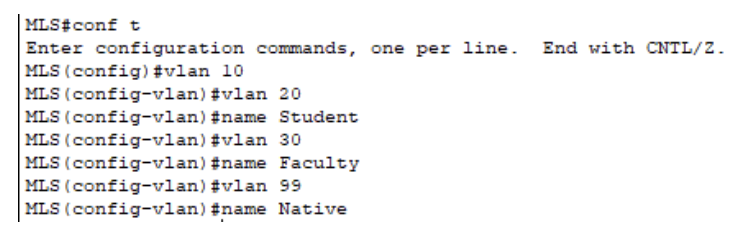 MLS#conf t
Enter configuration commands, one per line.  End with CNTL/Z.
MLS(config)#vlan 10
MLS(config-vlan)#vlan 20
MLS(config-vlan)#name Student
MLS(config-vlan)#vlan 30
MLS(config-vlan)#name Faculty
MLS(config-vlan)#vlan 99
MLS(config-vlan)#name Native